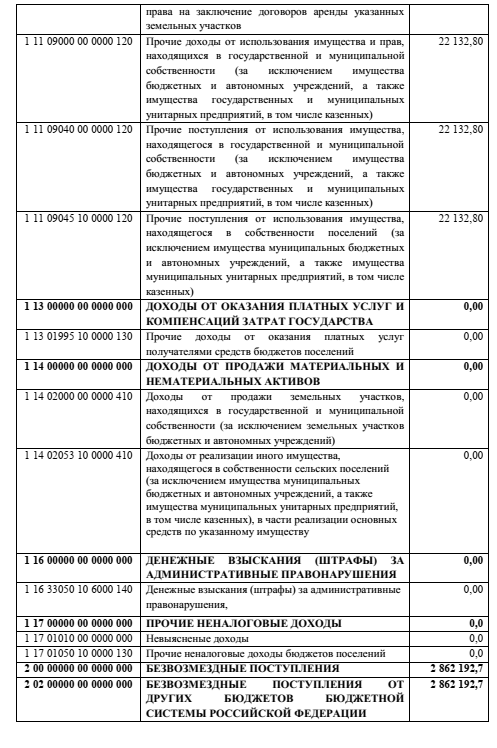 права на заключение договоров аренды указанных
земельных участков
1 11 09000 00 0000 120 Прочие доходы от использования имущества и прав, 22 132,80
находящихся в государственной и муниципальной
собственности (за исключением имущества
бюджетных и автономных учреждений, а также
имущества государственных и муниципальных
унитарных предприятий, в том числе казенных)
1 11 09040 00 0000 120 Прочие поступления от использования имущества, 22 132,80
находящегося в государственной и муниципальной
собственности (за исключением имущества
бюджетных и автономных учреждений, а также
имущества государственных и муниципальных
унитарных предприятий, в том числе казенных)
1 11 09045 10 0000 120 Прочие поступления от использования имущества, 22 132,80
находящегося в собственности поселений (за
исключением имущества муниципальных бюджетных
и автономных учреждений, а также имущества
муниципальных унитарных предприятий, в том числе
казенных)
1 13 00000 00 0000 000 ДОХОДЫ ОТ ОКАЗАНИЯ ПЛАТНЫХ УСЛУГ И 0,00
КОМПЕНСАЦИЙ ЗАТРАТ ГОСУДАРСТВА
1 13 01995 10 0000 130 Прочие доходы от оказания платных услуг 0,00
получателями средств бюджетов поселений
1 14 00000 00 0000 000 ДОХОДЫ ОТ ПРОДАЖИ МАТЕРИАЛЬНЫХ И 0,00
НЕМАТЕРИАЛЬНЫХ АКТИВОВ
1 14 02000 00 0000 410 Доходы от продажи земельных участков, 0,00
находящихся в государственной и муниципальной
собственности (за исключением земельных участков
бюджетных и автономных учреждений)
1 14 02053 10 0000 410 Доходы от реализации иного имущества, 0,00
находящегося в собственности сельских поселений
(за исключением имущества муниципальных
бюджетных и автономных учреждений, а также
имущества муниципальных унитарных предприятий,
в том числе казенных), в части реализации основных
средств по указанному имуществу
1 16 00000 00 0000 000 ДЕНЕЖНЫЕ ВЗЫСКАНИЯ (ШТРАФЫ) ЗА 0,00
АДМИНИСТРАТИВНЫЕ ПРАВОНАРУШЕНИЯ
1 16 33050 10 6000 140 Денежные взыскания (штрафы) за административные 0,00
правонарушения,
1 17 00000 00 0000 000 ПРОЧИЕ НЕНАЛОГОВЫЕ ДОХОДЫ 0,0
1 17 01010 00 0000 000 Невыясненые доходы 0,0
1 17 01050 10 0000 130 Прочие неналоговые доходы бюджетов поселений 0,0
2 00 00000 00 0000 000 БЕЗВОЗМЕЗДНЫЕ ПОСТУПЛЕНИЯ 2 862 192,7
2 02 00000 00 0000 000 БЕЗВОЗМЕЗДНЫЕ ПОСТУПЛЕНИЯ ОТ 2 862 192,7
ДРУГИХ БЮДЖЕТОВ БЮДЖЕТНОЙ
СИСТЕМЫ РОССИЙСКОЙ ФЕДЕРАЦИИ